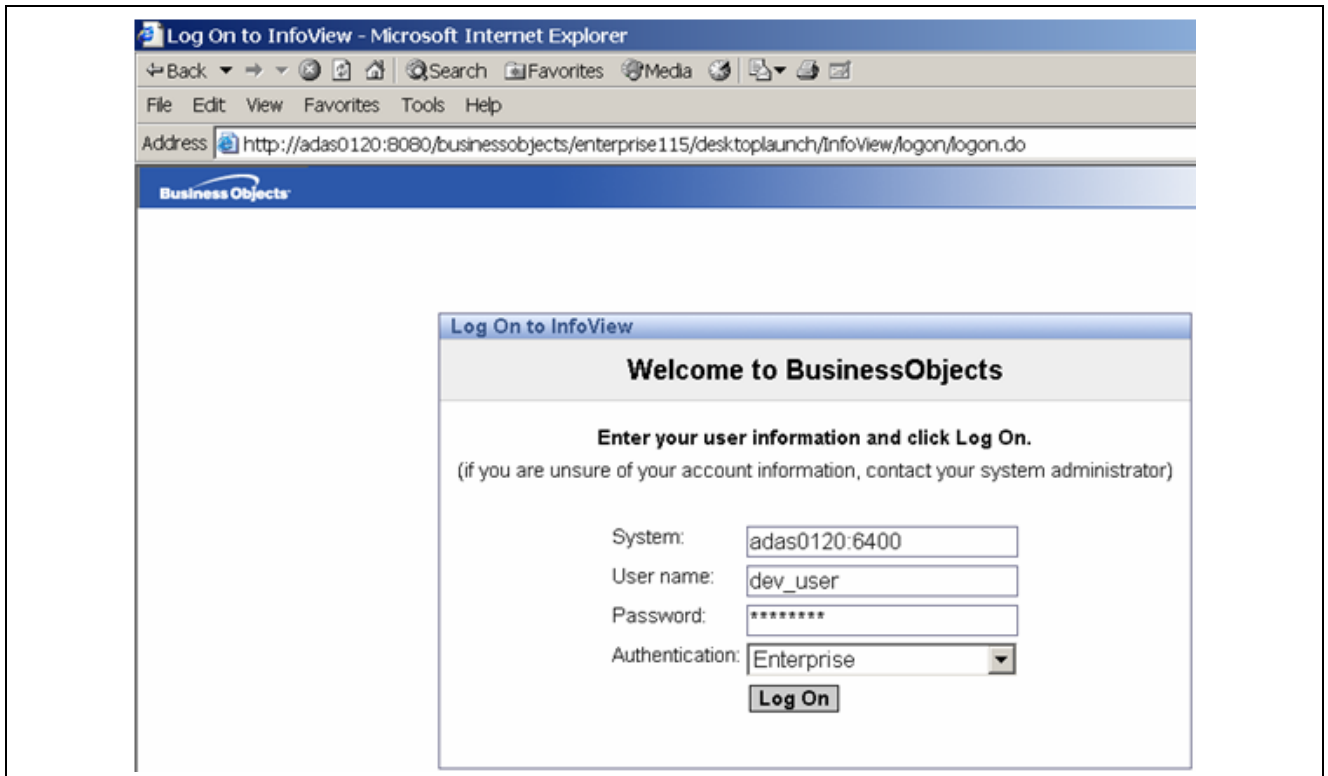 Log On to InfoView - Microsoft Internet Explorer
Back Search Favorites Media
File Edit View Favorites Tools Help
Address http://adas0120:8080/businessobjects/enterprise115/desktoplaunch/InfoView/logon/logon.do
Business Objects
Log On to InfoView
Welcome to BusinessObjects
Enter your user information and click Log On.
(if you are unsure of your account information, contact your system administrator)
System: adas0120:6400
User name: dev_user
Password: ********
Authentication: Enterprise
Log On